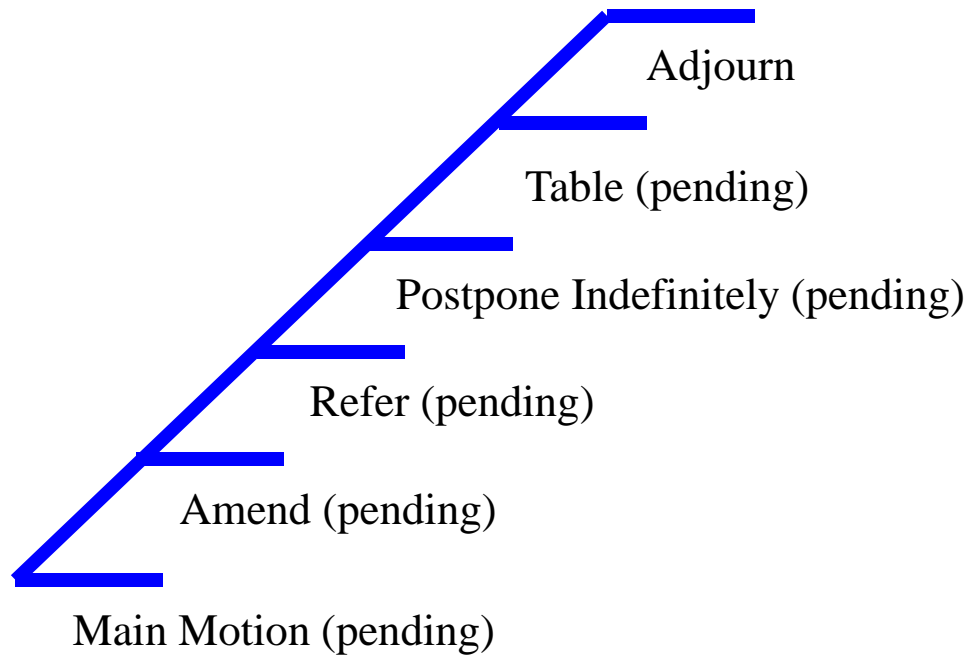 Adjourn
Table (pending)
Postpone Indefinitely (pending)
Refer (pending)
Amend (pending)
Main Motion (pending)